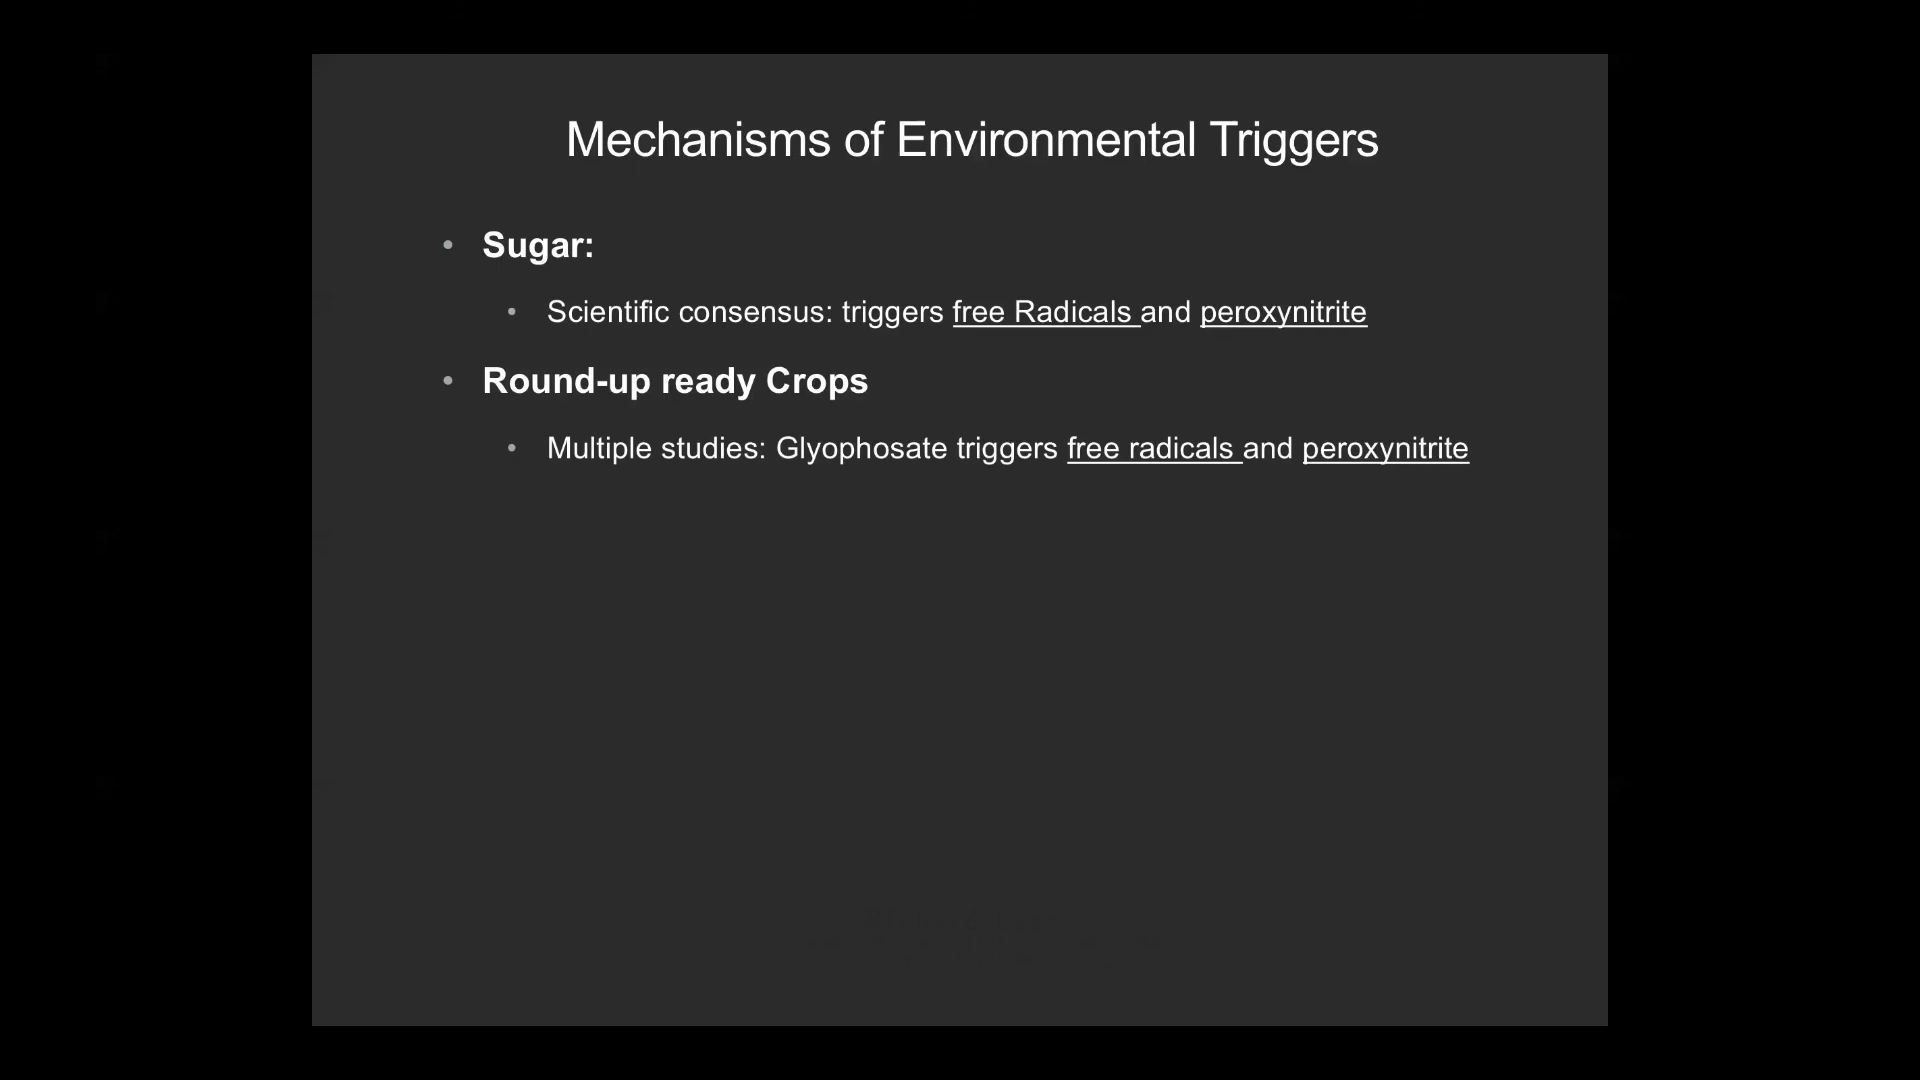 Mechanisms of Environmental Triggers
• Sugar:
• Scientific consensus: triggers free Radicals and peroxynitrite
• Round-up ready Crops
• Multiple studies: Glyophosate triggers free radicals and peroxynitrite